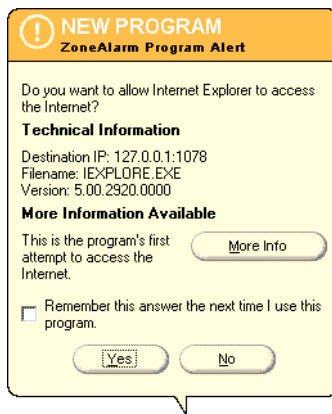 NEW PROGRAM
ZoneAlarm Program Alert
Do you want to allow Internet Explorer to access
the Internet?
Technical Information
Destination IP: 127.0.0.1:1078
Filename: IEXPLORE.EXE
Version: 5.00.2920.0000
More Information Available
This is the program's first
attempt to access the
Internet.
More Info
Remember this answer the next time I use this
program.
Yes
No